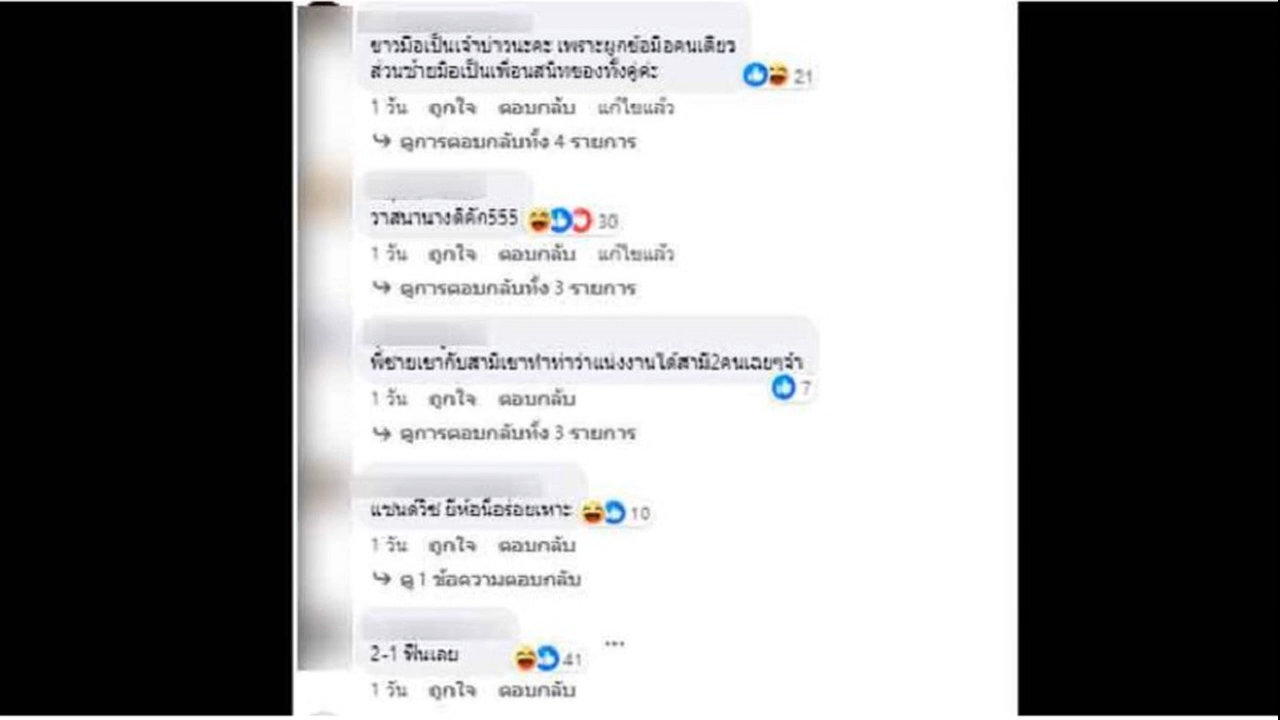 ขาวมือเป็นเจ้าบ่าวนะคะ เพราะผูกข้อมือคนเดียว
ส่วนซ้ายมือเป็นเพื่อนสนิทของทั้งคู่ค่ะ
21
1 วัน ถูกใจ ตอบกลับ แก้ไขแล้ว
ดูการตอบกลับทั้ง 4 รายการ
วาสนานางดีคัก555
30
1 วัน ถูกใจ ตอบกลับ แก้ไขแล้ว
ดูการตอบกลับทั้ง 3 รายการ
พี่ชายเขากับสามีเขาทำท่าว่าแน่งงานได้สามี2คนเฉยๆจ้า
7
1 วัน ถูกใจ ตอบกลับ
ดูการตอบกลับทั้ง 3 รายการ
แซนด์วิช ยี่ห้อนี้อร่อยเหาะ
10
1 วัน ถูกใจ ตอบกลับ
ดู 1 ข้อความตอบกลับ
2-1 ฟินเลย
41
1 วัน ถูกใจ ตอบกลับ